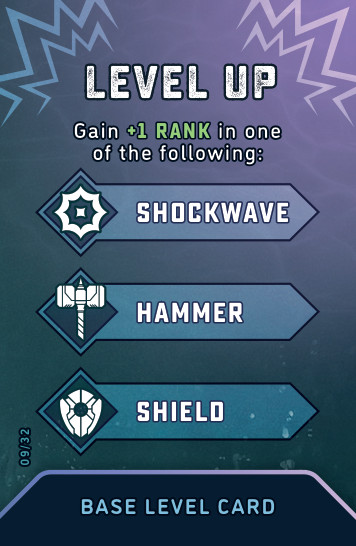 LEVEL UP
Gain +1 RANK in one
of the following:
SHOCKWAVE
HAMMER
SHIELD
09/32
BASE LEVEL CARD